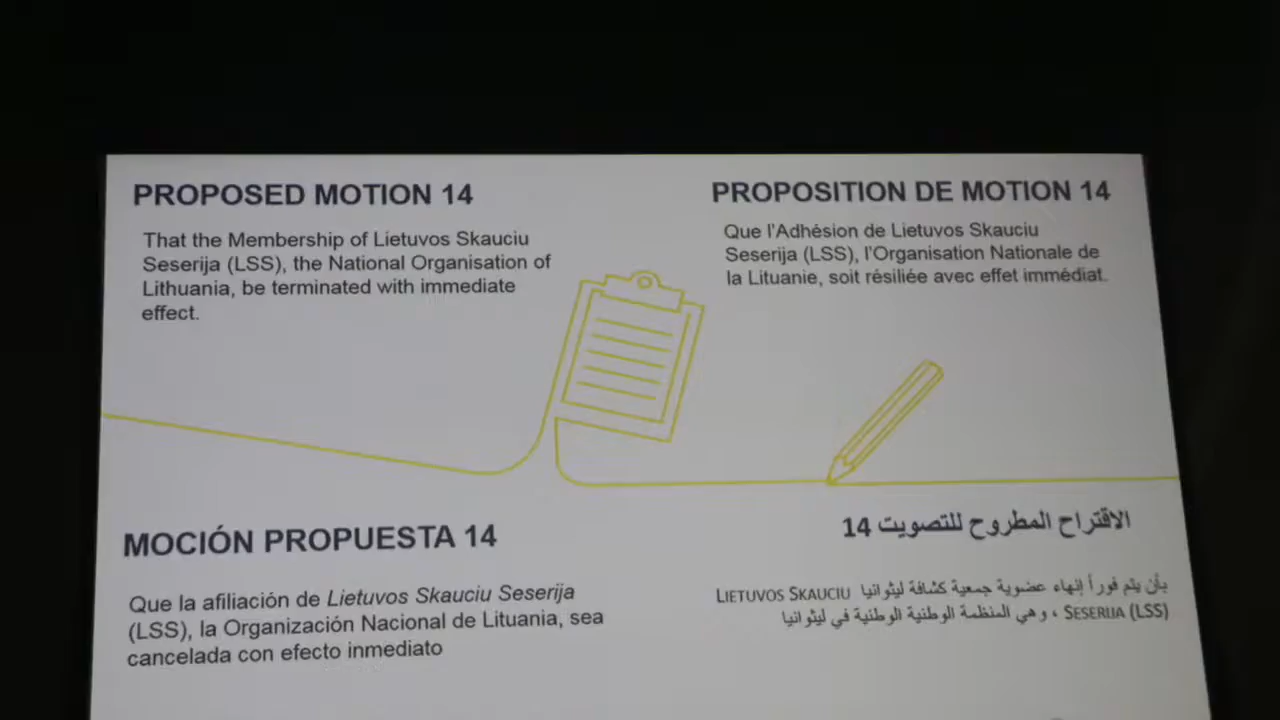 PROPOSED MOTION 14
That the Membership of Lietuvos Skauciu
Seserija (LSS), the National Organisation of
Lithuania, be terminated with immediate
effect.
PROPOSITION DE MOTION 14
Que l'Adhésion de Lietuvos Skauciu
Seserija (LSS), l'Organisation Nationale de
la Lituanie, soit résiliée avec effet immédiat.
MOCIÓN PROPUESTA 14
Que la afiliación de Lietuvos Skauciu Seserija
(LSS), la Organización Nacional de Lituania, sea
cancelada con efecto inmediato
الاقتراح المطروح للتصويت 14
بأن يتم فوراً إنهاء عضوية جمعية كشافة ليثوانيا LIETUVOS SKAUCIU
SESERIJA (LSS) ، وهي المنظمة الوطنية الوطنية في ليثوانيا